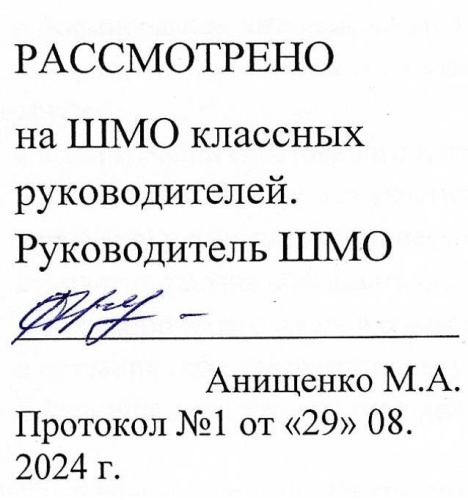 РАССМОТРЕНО
на ШМО классных
руководителей.
Руководитель ШМО
Анищенко М.А.
Протокол №1 от «29» 08.
2024 г.